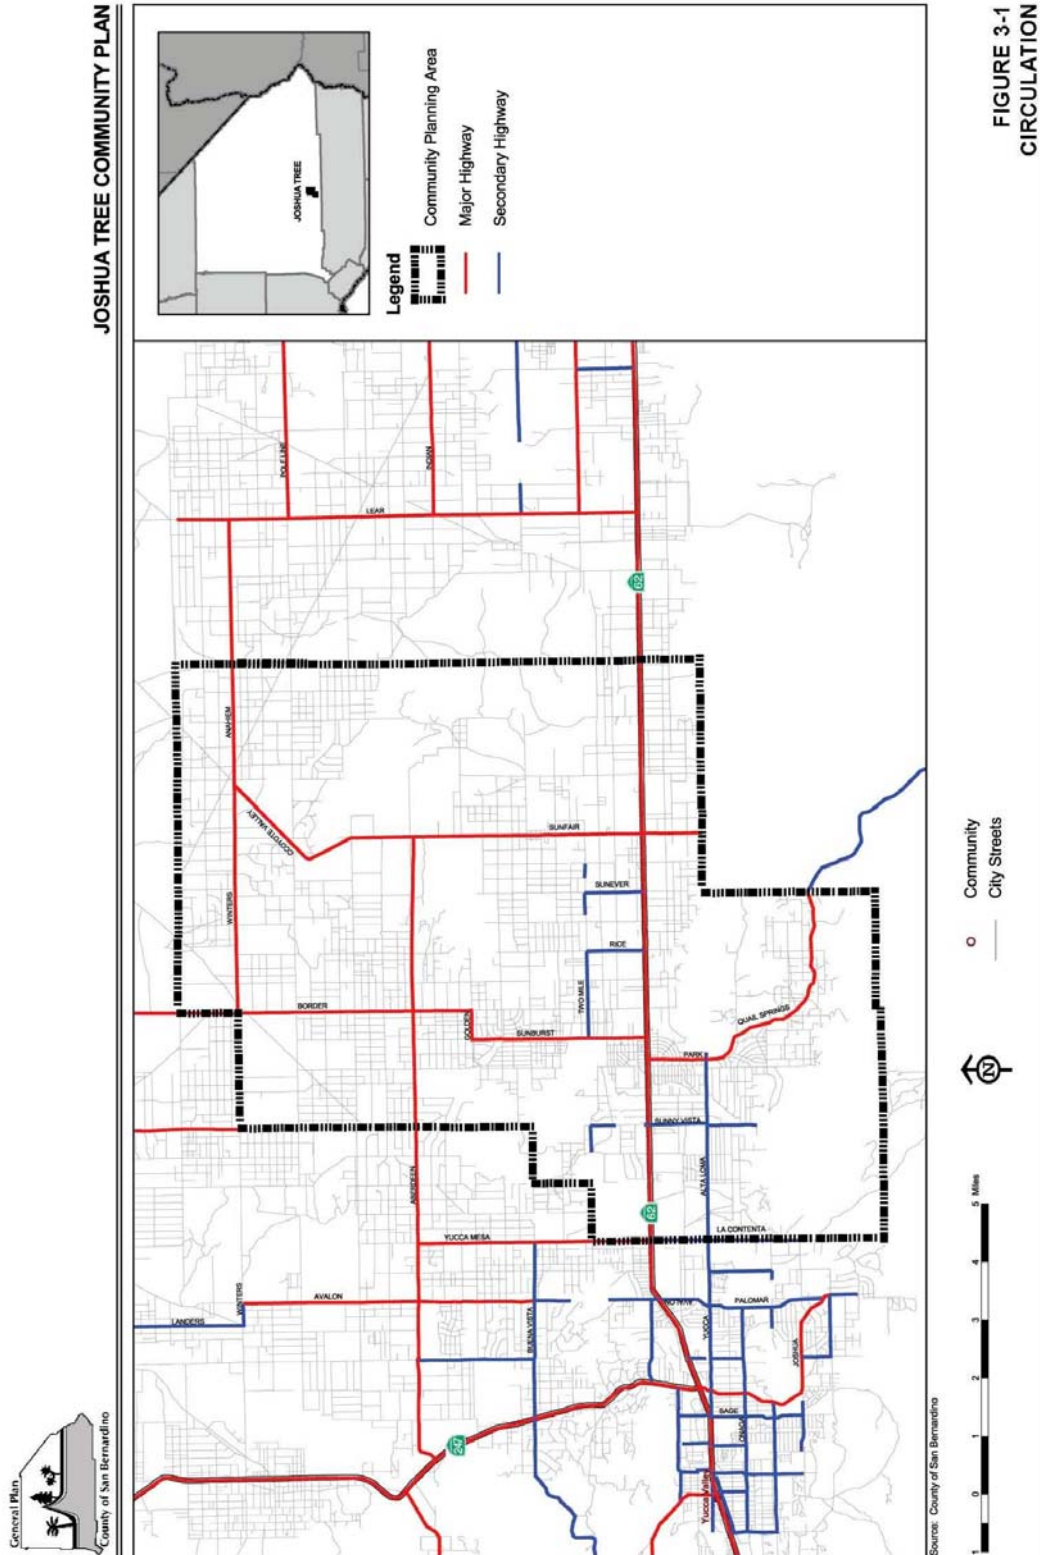 General Plan
County of San Bernardino
JOSHUA TREE COMMUNITY PLAN
LANDERS
WINTERS
AVALON
YUCCA MESA
ABERDEEN
BORDER
WINTERS
ANAHIEM
COYOTE VALLEY
LEAR
POLE LINE
INDIAN
GOLDEN
SUNBURST
TWO MILE
RICE
SUNEVER
SUNFAIR
247
BUENA VISTA
62
62
Yucca Valley
SAGE
ONAGA
YUCCA
PALOMAR
JOSHUA
LA CONTENTA
ALTA LOMA
SUNNY VISTA
PARK
QUAIL SPRINGS
JOSHUA TREE
Legend
Community Planning Area
Major Highway
Secondary Highway
Source: County of San Bernardino
1 0 1 2 3 4 5 Miles
N
Community
City Streets
FIGURE 3-1
CIRCULATION